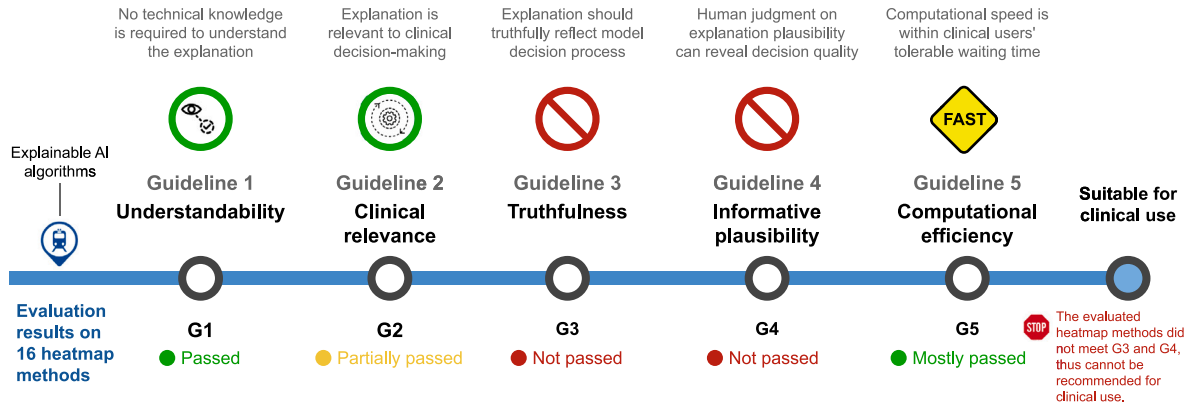 No technical knowledge
is required to understand
the explanation
Explanation is
relevant to clinical
decision-making
Explanation should
truthfully reflect model
decision process
Human judgment on
explanation plausibility
can reveal decision quality
Computational speed is
within clinical users'
tolerable waiting time
FAST
Explainable AI
algorithms
Guideline 1
Understandability
Guideline 2
Clinical
relevance
Guideline 3
Truthfulness
Guideline 4
Informative
plausibility
Guideline 5
Computational
efficiency
Suitable for
clinical use
Evaluation
results on
16 heatmap
methods
G1
Passed
G2
Partially passed
G3
Not passed
G4
Not passed
G5
Mostly passed
STOP
The evaluated
heatmap methods did
not meet G3 and G4,
thus cannot be
recommended for
clinical use.